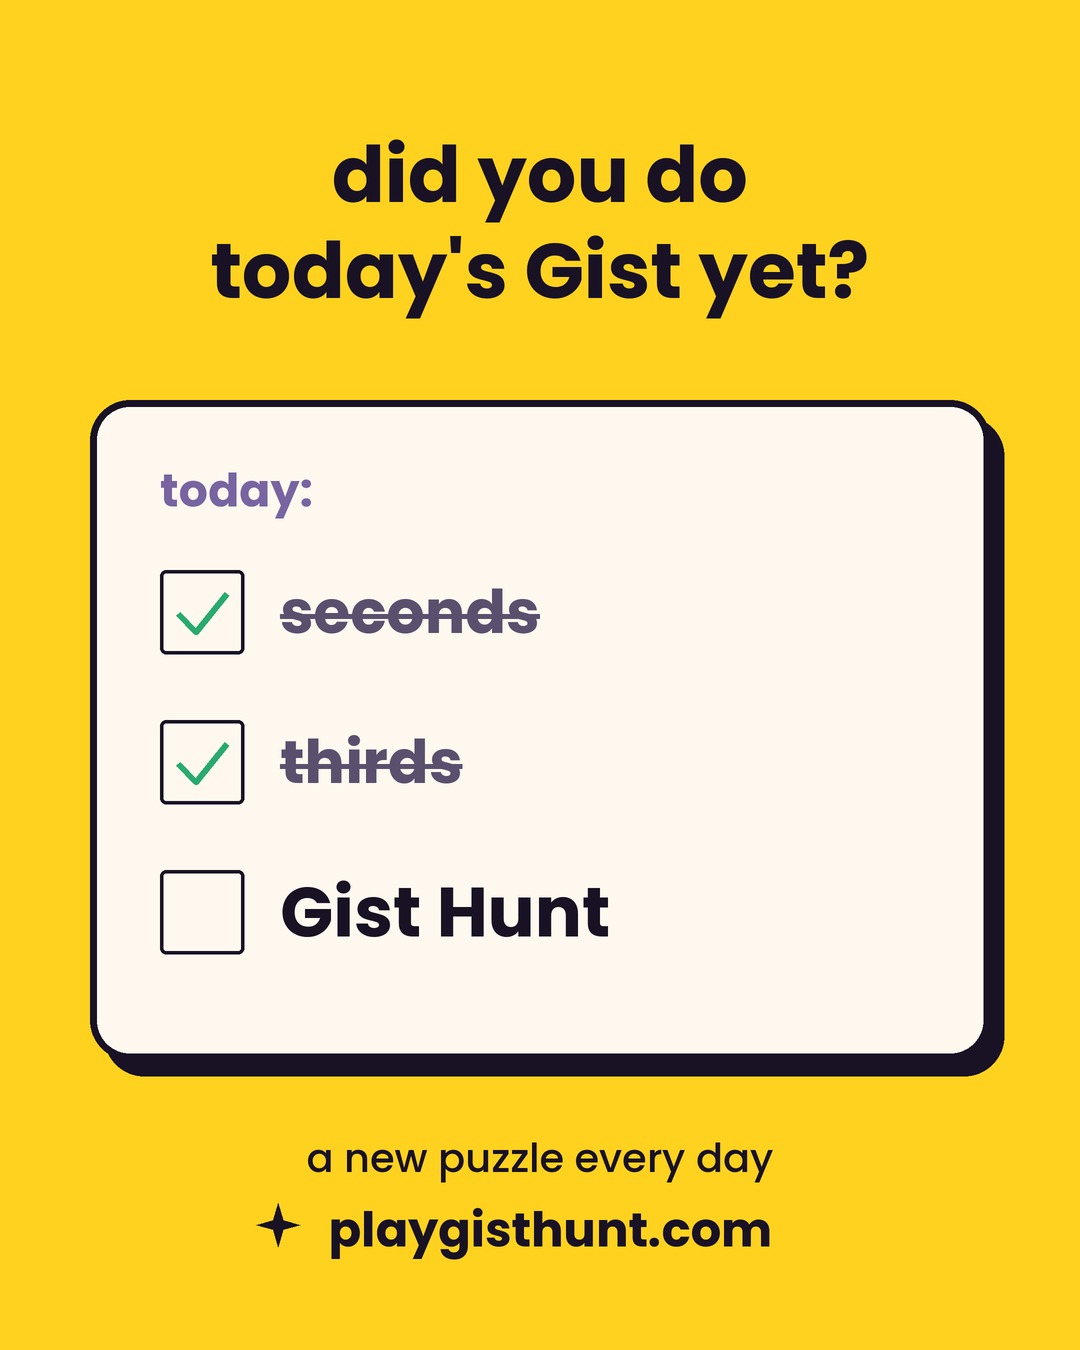 did you do
today's Gist yet?
today:
seconds
thirds
Gist Hunt
a new puzzle every day
playgisthunt.com